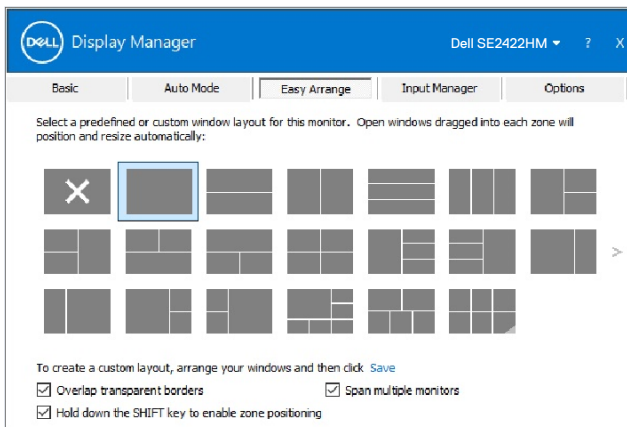 DELL Display Manager
Dell SE2422HM ? X
Basic Auto Mode Easy Arrange Input Manager Options
Select a predefined or custom window layout for this monitor. Open windows dragged into each zone will
position and resize automatically:
>
To create a custom layout, arrange your windows and then click Save
Overlap transparent borders Span multiple monitors
Hold down the SHIFT key to enable zone positioning